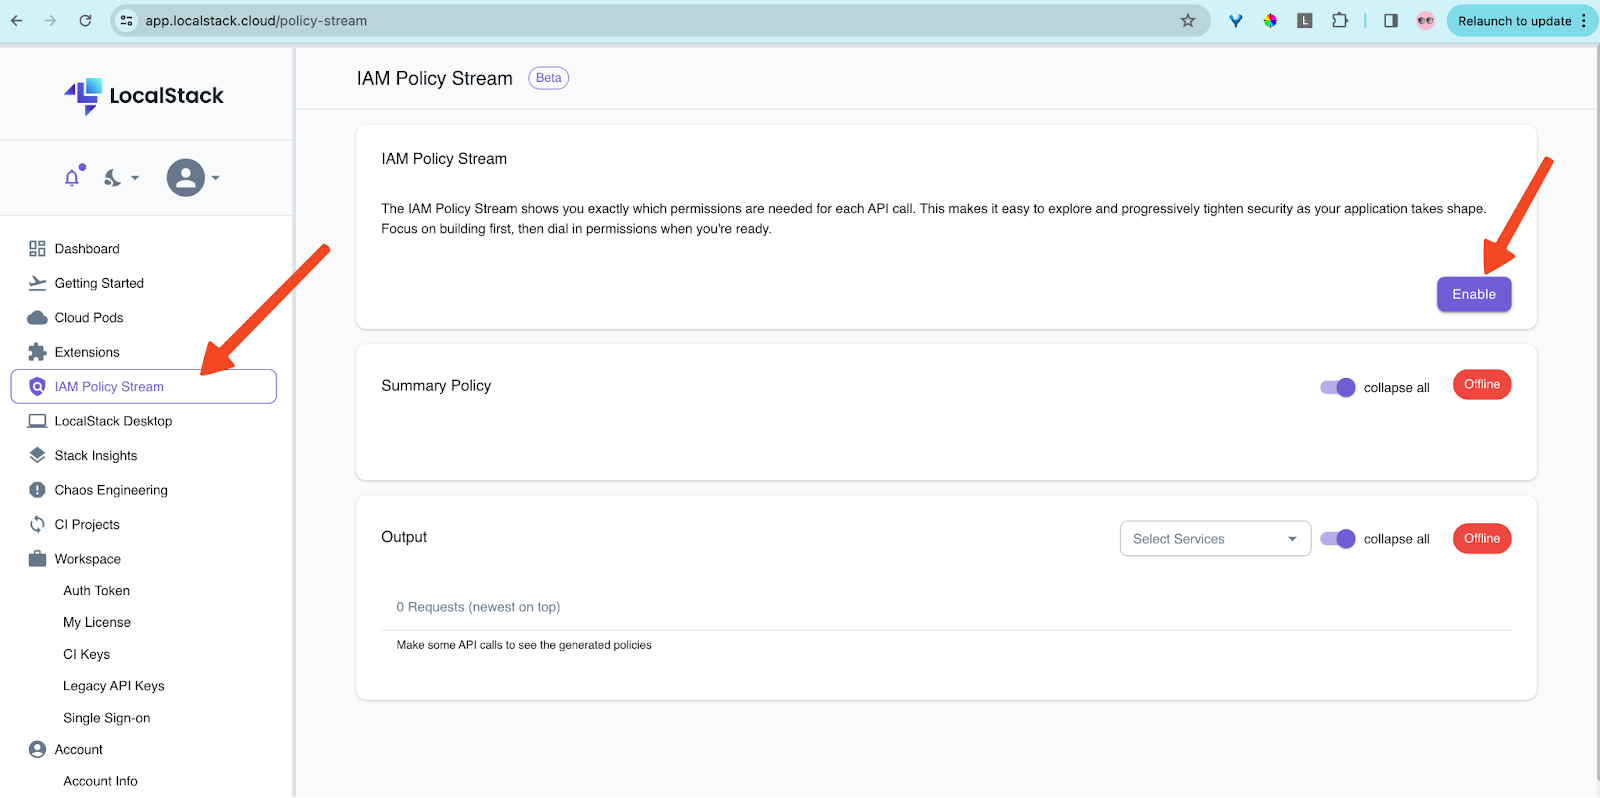 app.localstack.cloud/policy-stream
L
Relaunch to update
LocalStack
IAM Policy Stream
Beta
IAM Policy Stream
The IAM Policy Stream shows you exactly which permissions are needed for each API call. This makes it easy to explore and progressively tighten security as your application takes shape.
Focus on building first, then dial in permissions when you're ready.
Enable
Dashboard
Getting Started
Cloud Pods
Extensions
IAM Policy Stream
LocalStack Desktop
Stack Insights
Chaos Engineering
CI Projects
Workspace
Auth Token
My License
CI Keys
Legacy API Keys
Single Sign-on
Account
Account Info
Summary Policy
collapse all
Offline
Output
Select Services
collapse all
Offline
0 Requests (newest on top)
Make some API calls to see the generated policies